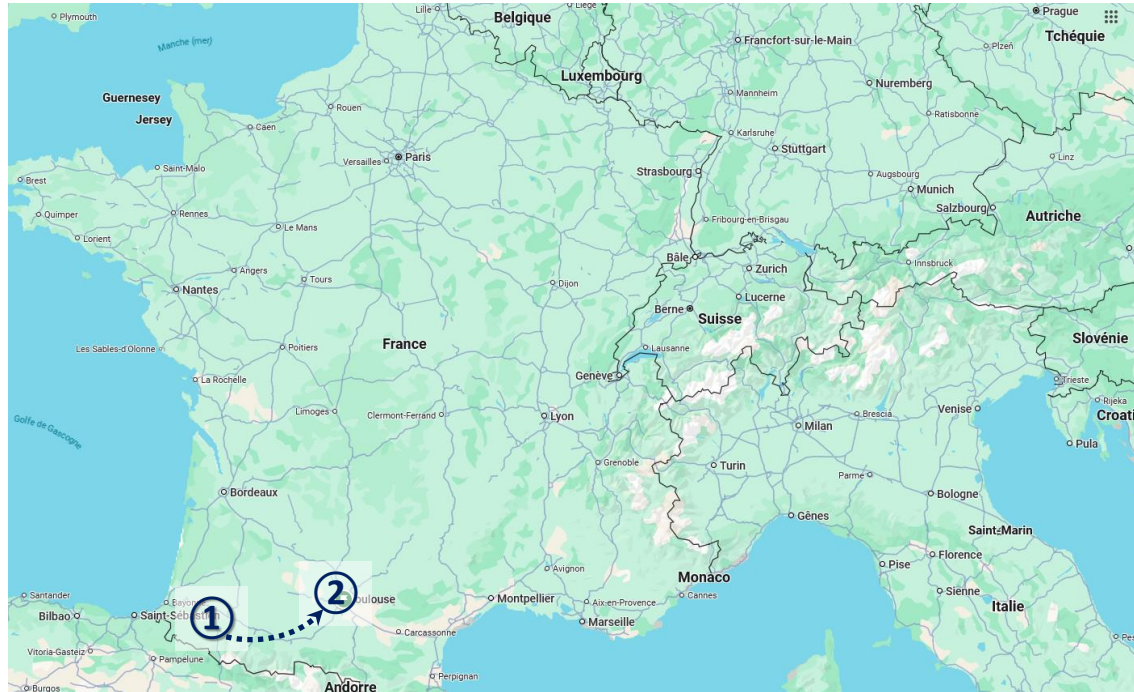 Plymouth
Lille
Belgique
Liège
Prague
Tchéquie
Manche (mer)
Francfort-sur-le-Main
Plzeň
Luxembourg
Nuremberg
Guernesey
Mannheim
Jersey
Rouen
Ratisbonne
Caen
Karlsruhe
Stuttgart
Versailles
Paris
Linz
Saint-Malo
Strasbourg
Augsbourg
Brest
Munich
Salzbourg
Quimper
Rennes
Le Mans
Fribourg-en-Brisgau
Autriche
Lorient
Bâle
Innsbruck
Angers
Tours
Dijon
Zurich
Nantes
Berne
Lucerne
Suisse
Slovénie
Les Sables-d'Olonne
Poitiers
France
Lausanne
La Rochelle
Genève
Trieste
Limoges
Clermont-Ferrand
Lyon
Brescia
Venise
Rijeka
Croati
Golfe de Gascogne
Milan
Pula
Grenoble
Turin
Parme
Bordeaux
Bologne
Gênes
Saint-Marin
Florence
Avignon
Pise
Monaco
Santander
Bayon
1
2
oulouse
Montpellier
Aix-en-Provence
Cannes
Sienne
Italie
Bilbao
Saint-Sébastien
Marseille
Carcassonne
Pes
Vitoria-Gasteiz
Pampelune
Perpignan
Burgos
Andorre